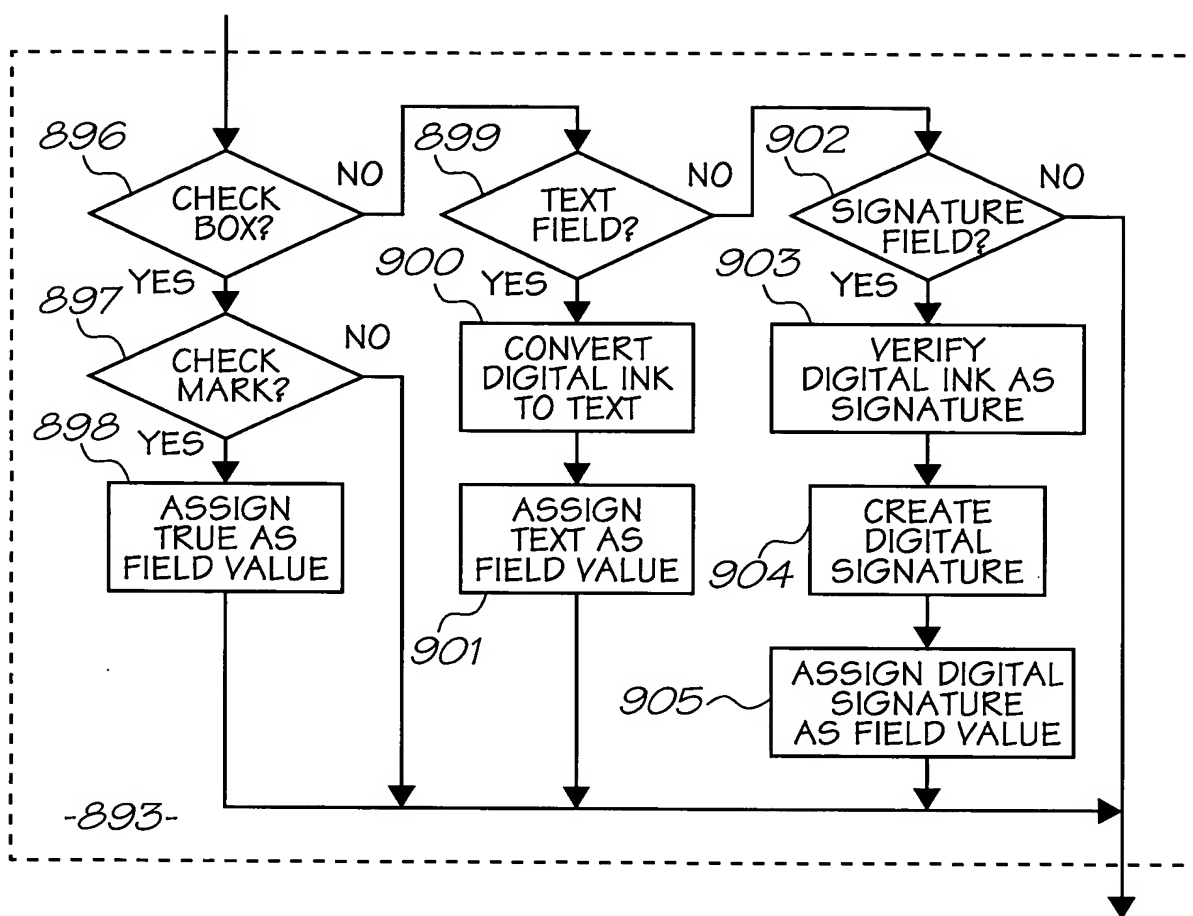 896
CHECK
BOX?
NO
YES
897
CHECK
MARK?
NO
YES
898
ASSIGN
TRUE AS
FIELD VALUE
899
TEXT
FIELD?
NO
YES
900
CONVERT
DIGITAL INK
TO TEXT
ASSIGN
TEXT AS
FIELD VALUE
901
902
SIGNATURE
FIELD?
NO
YES
903
VERIFY
DIGITAL INK AS
SIGNATURE
CREATE
DIGITAL
SIGNATURE
904
ASSIGN DIGITAL
SIGNATURE
AS FIELD VALUE
905
-893-